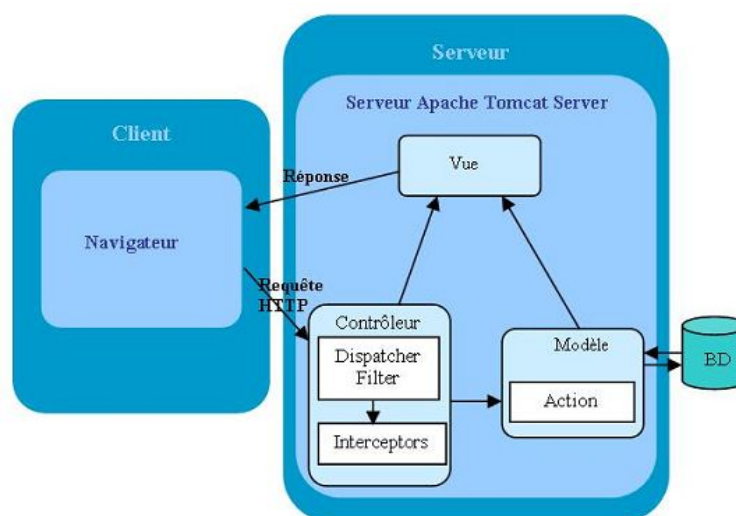 Serveur
Serveur Apache Tomcat Server
Client
Vue
Réponse
Navigateur
Requête
HTTP
Contrôleur
Dispatcher
Filter
Interceptors
Modèle
Action
BD